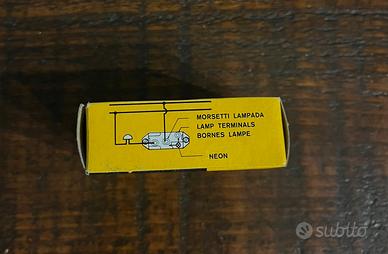 MORSETTI LAMPADA
LAMP TERMINALS
BORNES LAMPE
NEON
subito